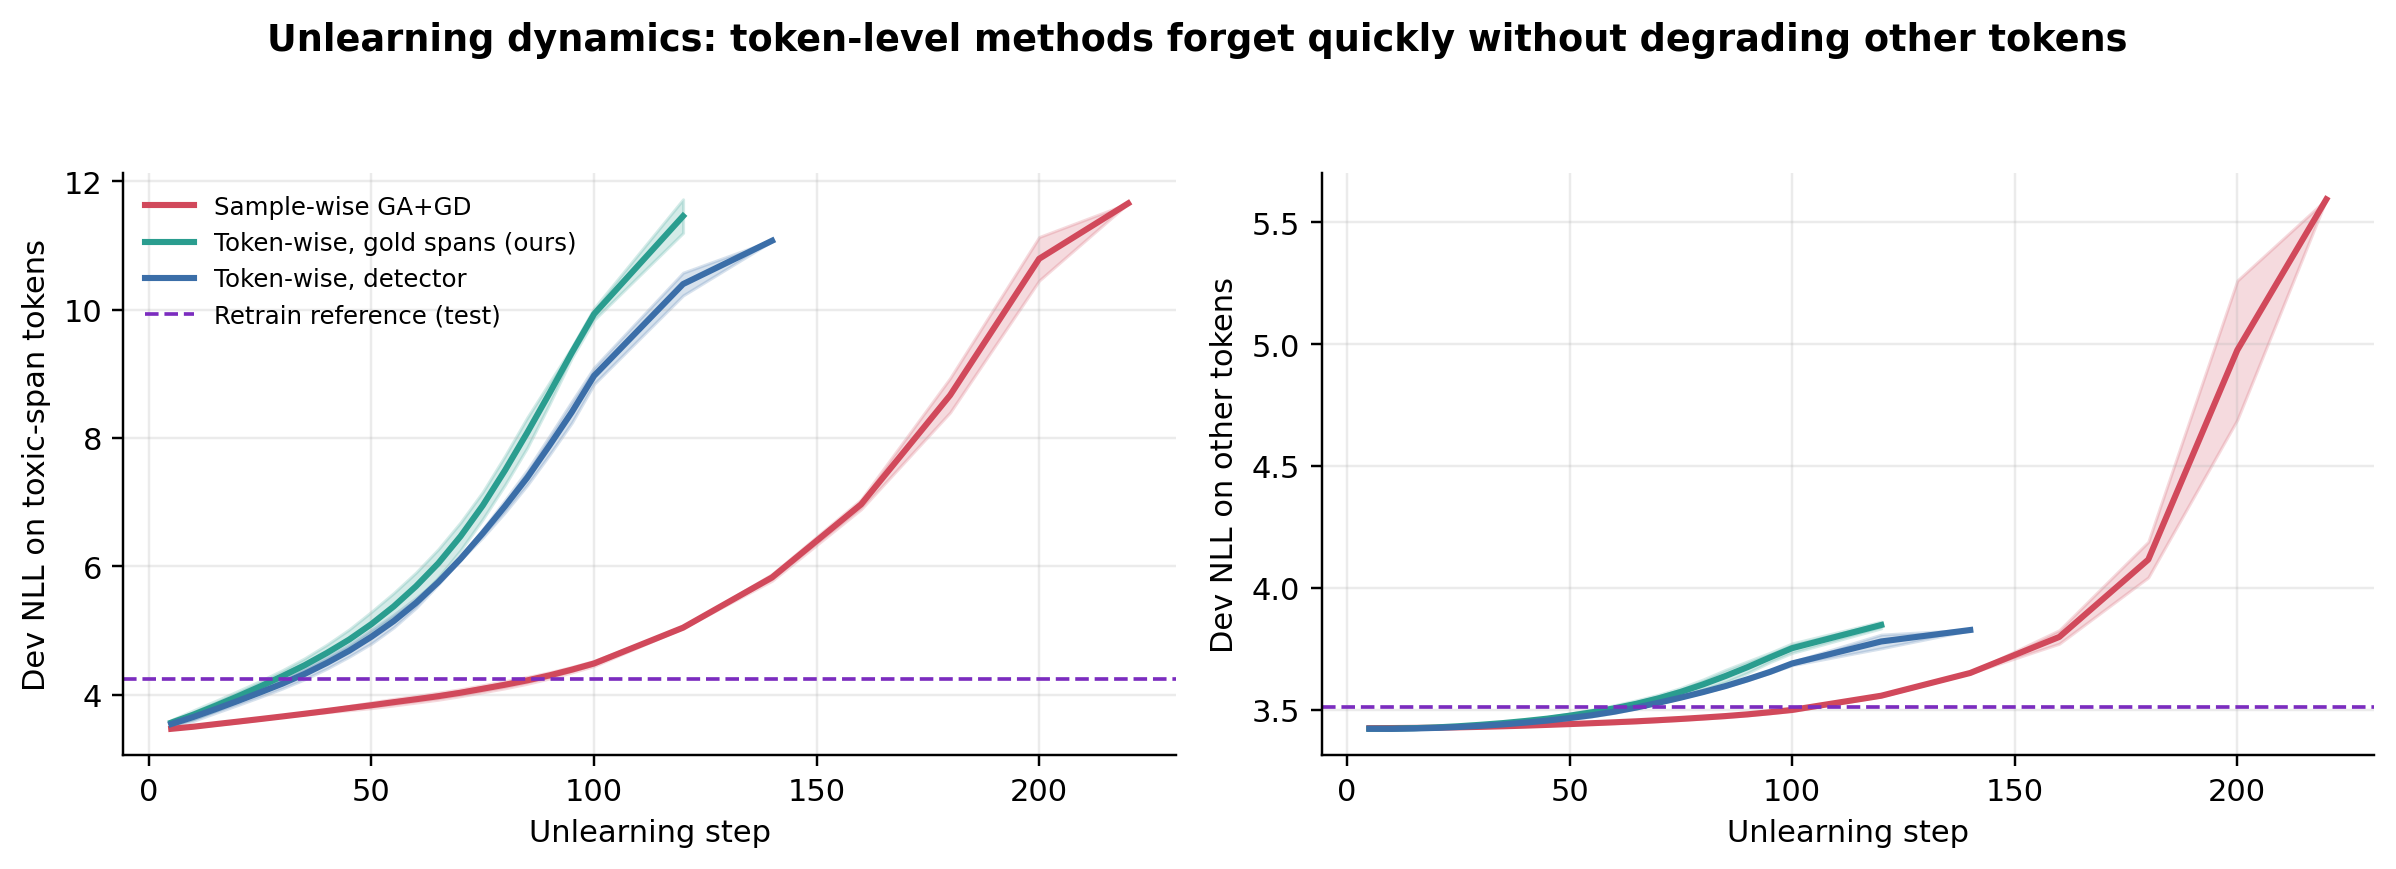 Unlearning dynamics: token-level methods forget quickly without degrading other tokens
Dev NLL on toxic-span tokens
12
10
8
6
4
Sample-wise GA+GD
Token-wise, gold spans (ours)
Token-wise, detector
Retrain reference (test)
0 50 100 150 200
Unlearning step
Dev NLL on other tokens
5.5
5.0
4.5
4.0
3.5
0 50 100 150 200
Unlearning step